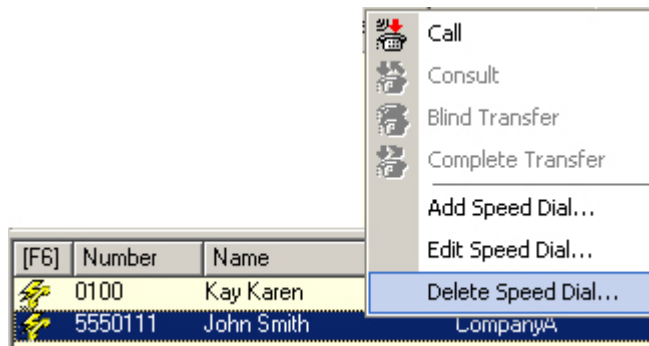 Call
Consult
Blind Transfer
Complete Transfer
Add Speed Dial...
Edit Speed Dial...
Delete Speed Dial...
[F6] Number Name
0100 Kay Karen
5550111 John Smith CompanyA